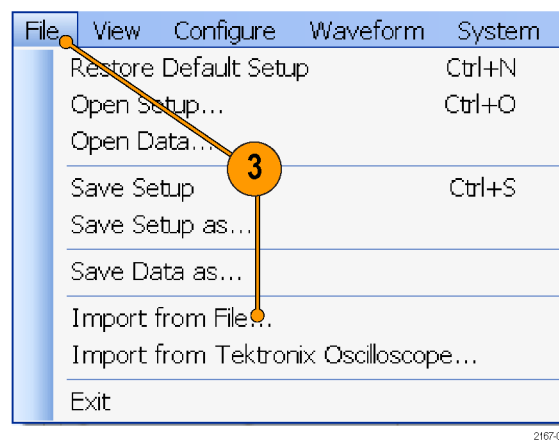 File View Configure Waveform System
Restore Default Setup Ctrl+N
Open Setup... Ctrl+O
Open Data...
3
Save Setup Ctrl+S
Save Setup as...
Save Data as...
Import from File...
Import from Tektronix Oscilloscope...
Exit